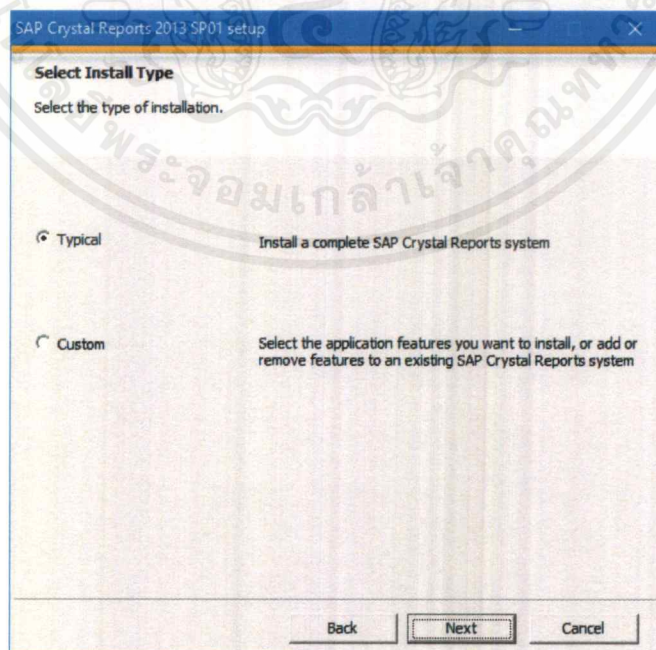 SAP Crystal Reports 2013 SP01 setup
Select Install Type
Select the type of installation.
Typical
Install a complete SAP Crystal Reports system
Custom
Select the application features you want to install, or add or
remove features to an existing SAP Crystal Reports system
Back
Next
Cancel